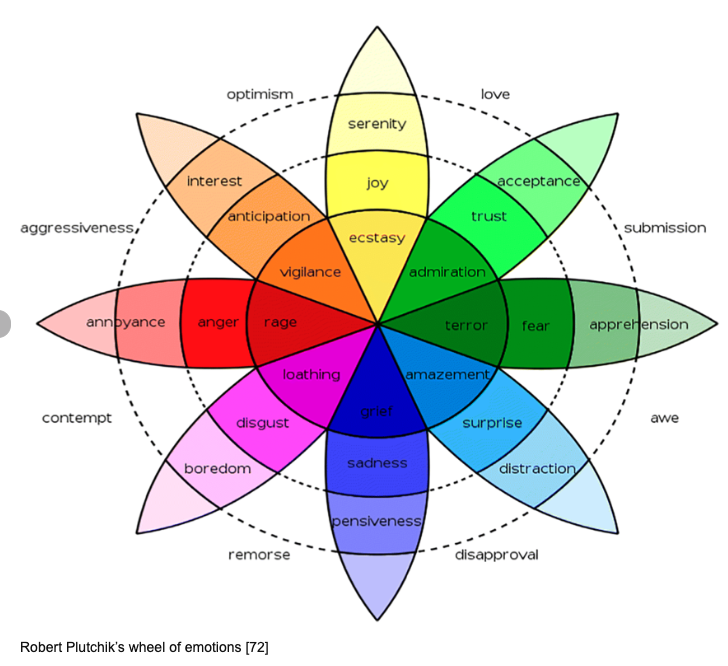 optimism
love
serenity
interest
acceptance
joy
anticipation
trust
aggressiveness
submission
ecstasy
vigilance
admiration
annoyance
anger
rage
terror
fear
apprehension
loathing
amazement
grief
contempt
awe
disgust
surprise
sadness
boredom
distraction
pensiveness
remorse
disapproval
Robert Plutchik’s wheel of emotions [72]